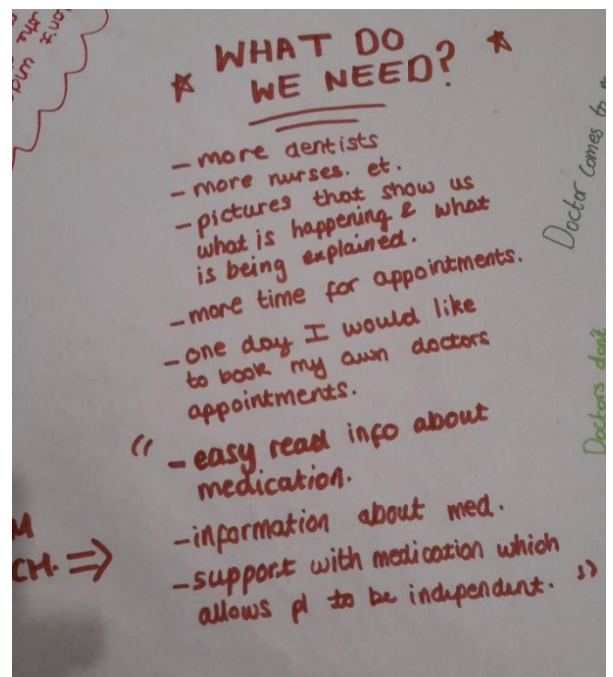 WHAT DO
WE NEED?
- more dentists
- more nurses. et.
- pictures that show us
what is happening & what
is being explained.
- more time for appointments.
- one day I would like
to book my own doctors
appointments.
" - easy read info about
medication.
- information about med.
- support with medication which
allows pl to be independent. "
M
CH. ⇒
Doctor comes to
Doctors don't